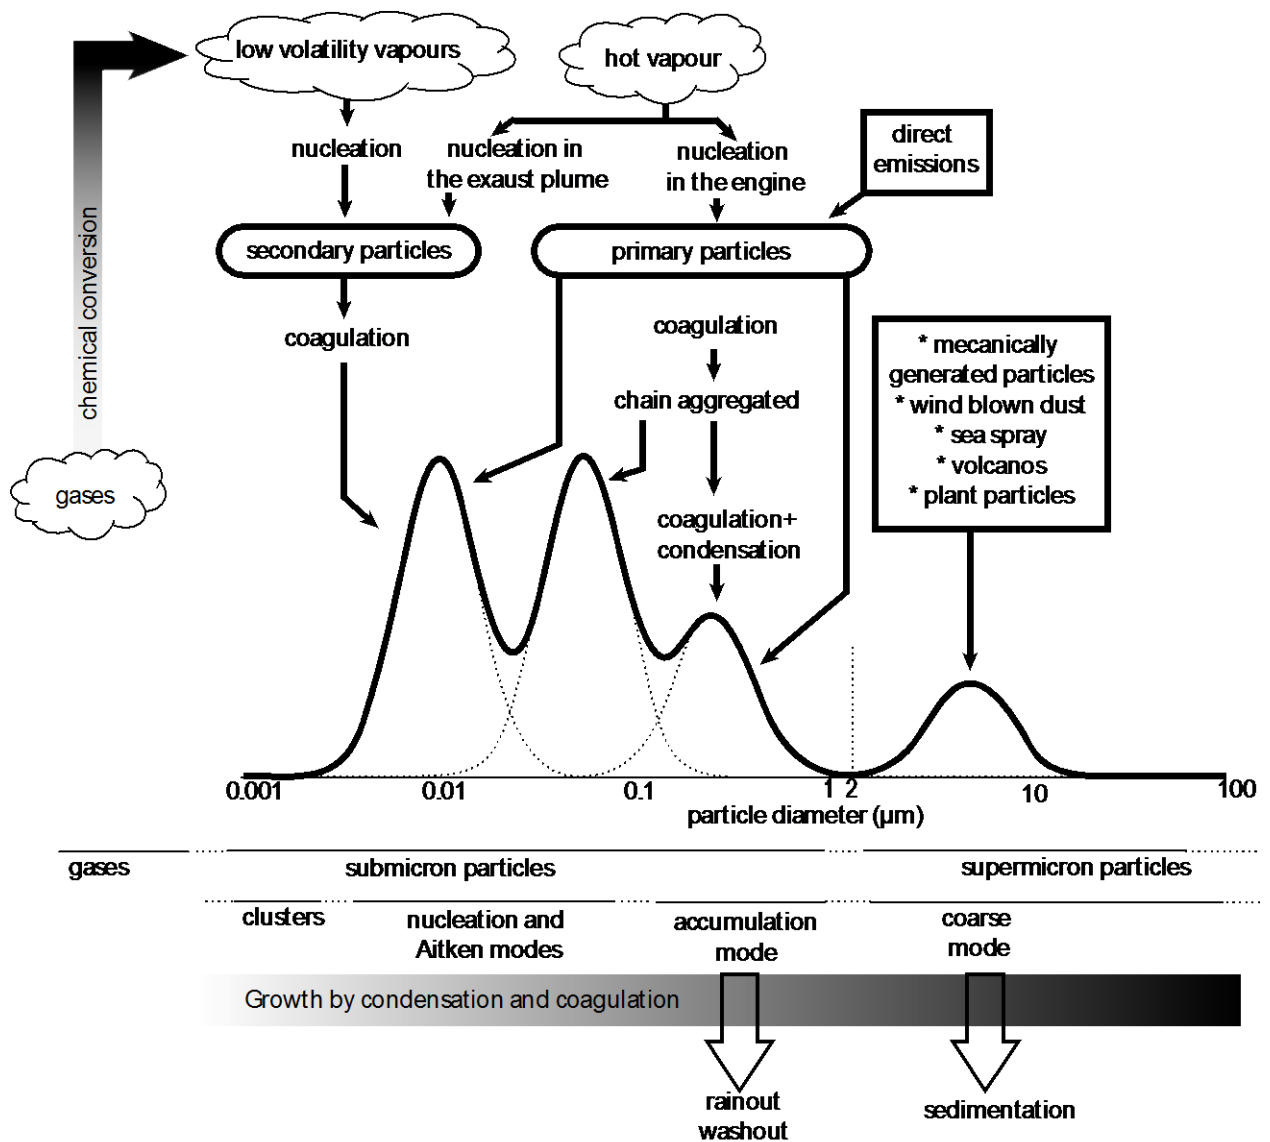 low volatility vapours
hot vapour
direct
emissions
nucleation
nucleation in
the exaust plume
nucleation
in the engine
secondary particles
primary particles
chemical conversion
coagulation
coagulation
chain aggregated
* mecanically
generated particles
* wind blown dust
* sea spray
* volcanos
* plant particles
gases
coagulation+
condensation
0.001
0.01
0.1
1 2
10
100
particle diameter (µm)
gases
submicron particles
supermicron particles
clusters
nucleation and
Aitken modes
accumulation
mode
coarse
mode
Growth by condensation and coagulation
rainout
washout
sedimentation